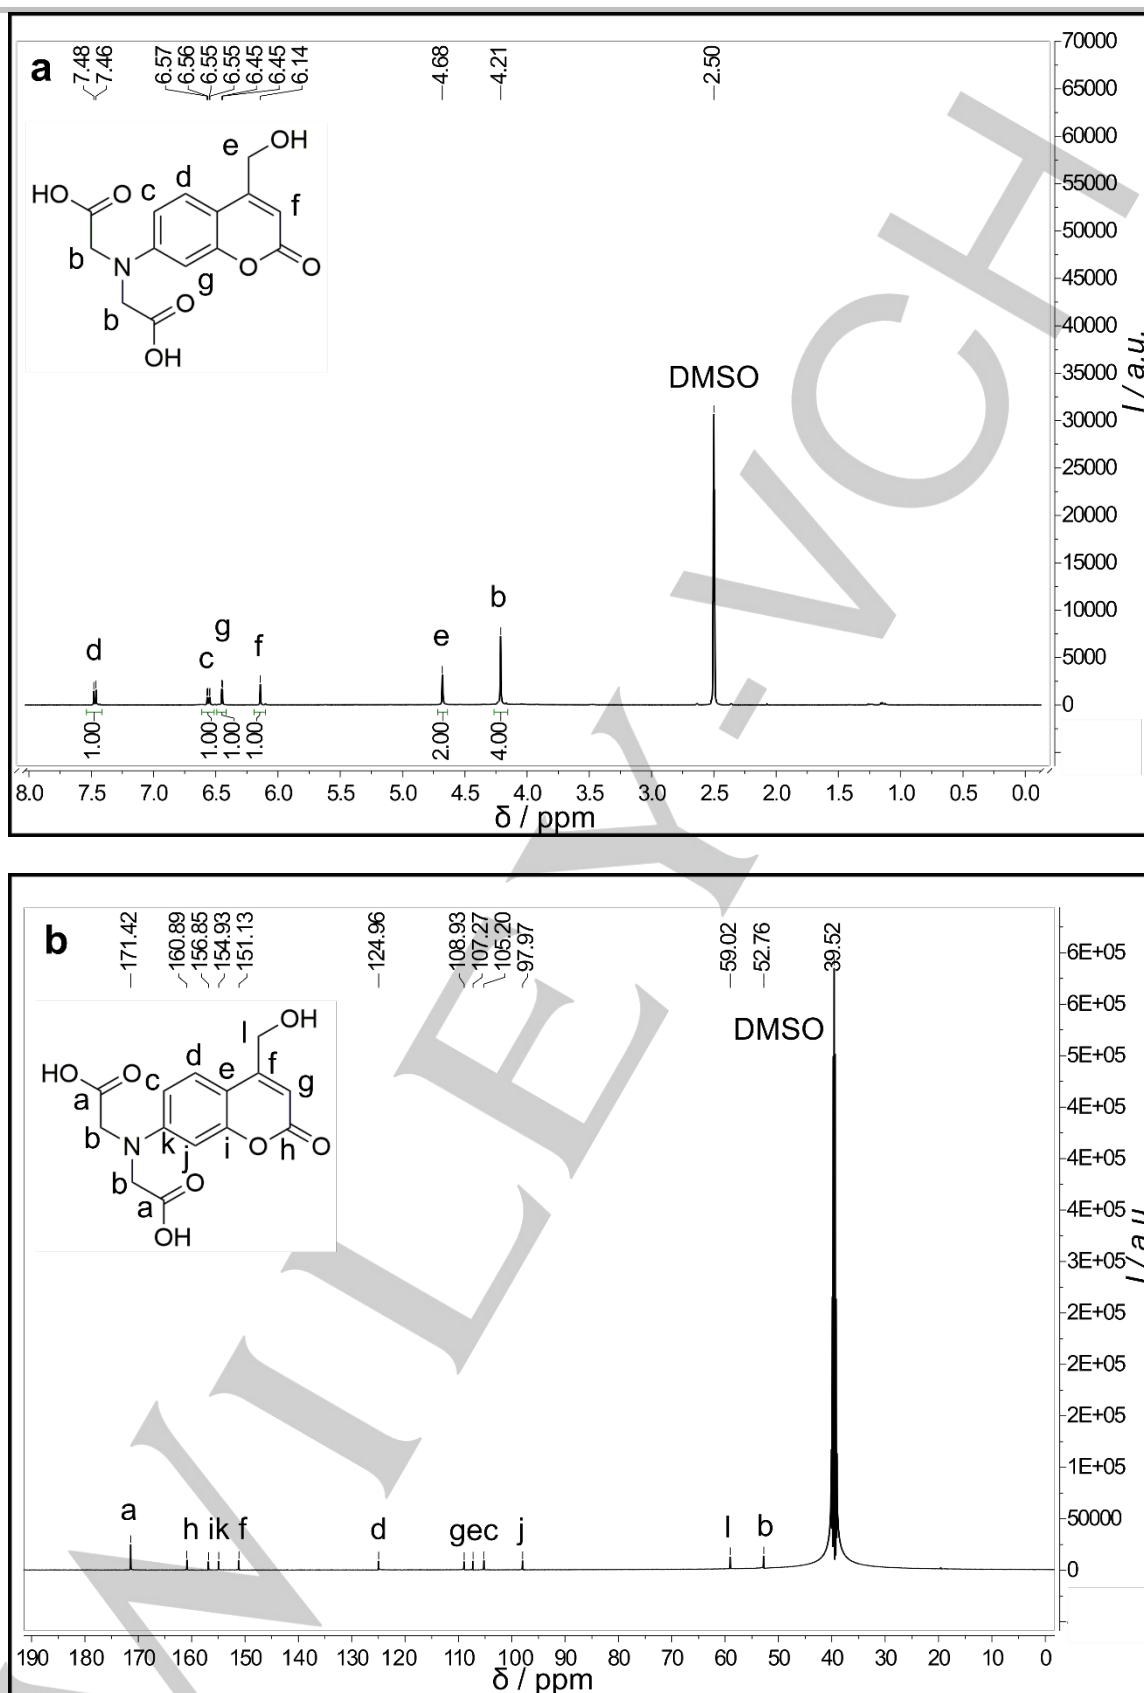 a
7.48 7.46 6.57 6.56 6.55 6.55 6.45 6.45 6.14 4.68 4.21 2.50
70000
65000
60000
55000
50000
45000
40000
35000
30000
25000
20000
15000
10000
5000
0
I / a.u.
OH
e
d
HO O c f
b N O O
g
b O
OH
DMSO
d c g f e b
1.00 1.00 1.00 1.00 2.00 4.00
8.0 7.5 7.0 6.5 6.0 5.5 5.0 4.5 4.0 3.5 3.0 2.5 2.0 1.5 1.0 0.5 0.0
δ / ppm
b
171.42 160.89 156.85 154.93 151.13 124.96 108.93 107.27 105.20 97.97 59.02 52.76 39.52
6E+05
6E+05
5E+05
5E+05
4E+05
4E+05
4E+05
3E+05
2E+05
2E+05
2E+05
1E+05
50000
0
I / a.u.
OH
l
d f
HO O c e g
a
b N k i O h O
j
b O
a
OH
DMSO
a h i k f d g e c j l b
190 180 170 160 150 140 130 120 110 100 90 80 70 60 50 40 30 20 10 0
δ / ppm
WILEY-VCH